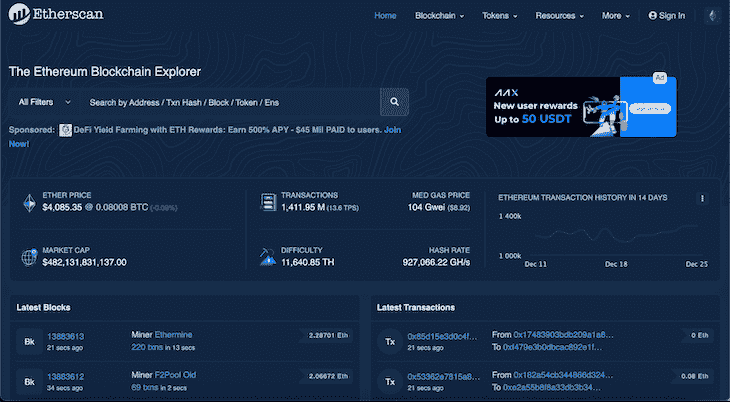 Etherscan
Home Blockchain Tokens Resources More Sign In
The Ethereum Blockchain Explorer
All Filters Search by Address / Txn Hash / Block / Token / Ens
Ad
AAX
New user rewards
Up to 50 USDT
Sponsored: DeFi Yield Farming with ETH Rewards: Earn 500% APY - $45 Mil PAID to users. Join
Now!
ETHER PRICE
$4,085.35 @ 0.08008 BTC (-0.09%)
TRANSACTIONS
1,411.95 M (13.6 TPS)
MED GAS PRICE
104 Gwei ($8.92)
MARKET CAP
$482,131,831,137.00
DIFFICULTY
11,640.85 TH
HASH RATE
927,066.22 GH/s
ETHEREUM TRANSACTION HISTORY IN 14 DAYS
1 400k
1 000k
Dec 11 Dec 18 Dec 25
Latest Blocks
Bk 13883613 Miner Ethermine 2.28701 Eth
21 secs ago 220 txns in 13 secs
Bk 13883612 Miner F2Pool Old 2.06672 Eth
34 secs ago 69 txns in 2 secs
Latest Transactions
Tx From 0 Eth
21 secs ago To
Tx From 0.08 Eth
21 secs ago To